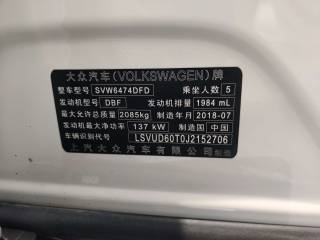 大众汽车(VOLKSWAGEN)牌
整车型号 SVW6474DFD 乘坐人数 5
发动机型号 DBF 发动机排量 1984 mL
最大允许总质量 2085kg 制造年月 2018-07
发动机最大净功率 137 kW 制造国 中国
车辆识别代号 LSVUD60T0J2152706
上汽大众汽车有限公司 制造